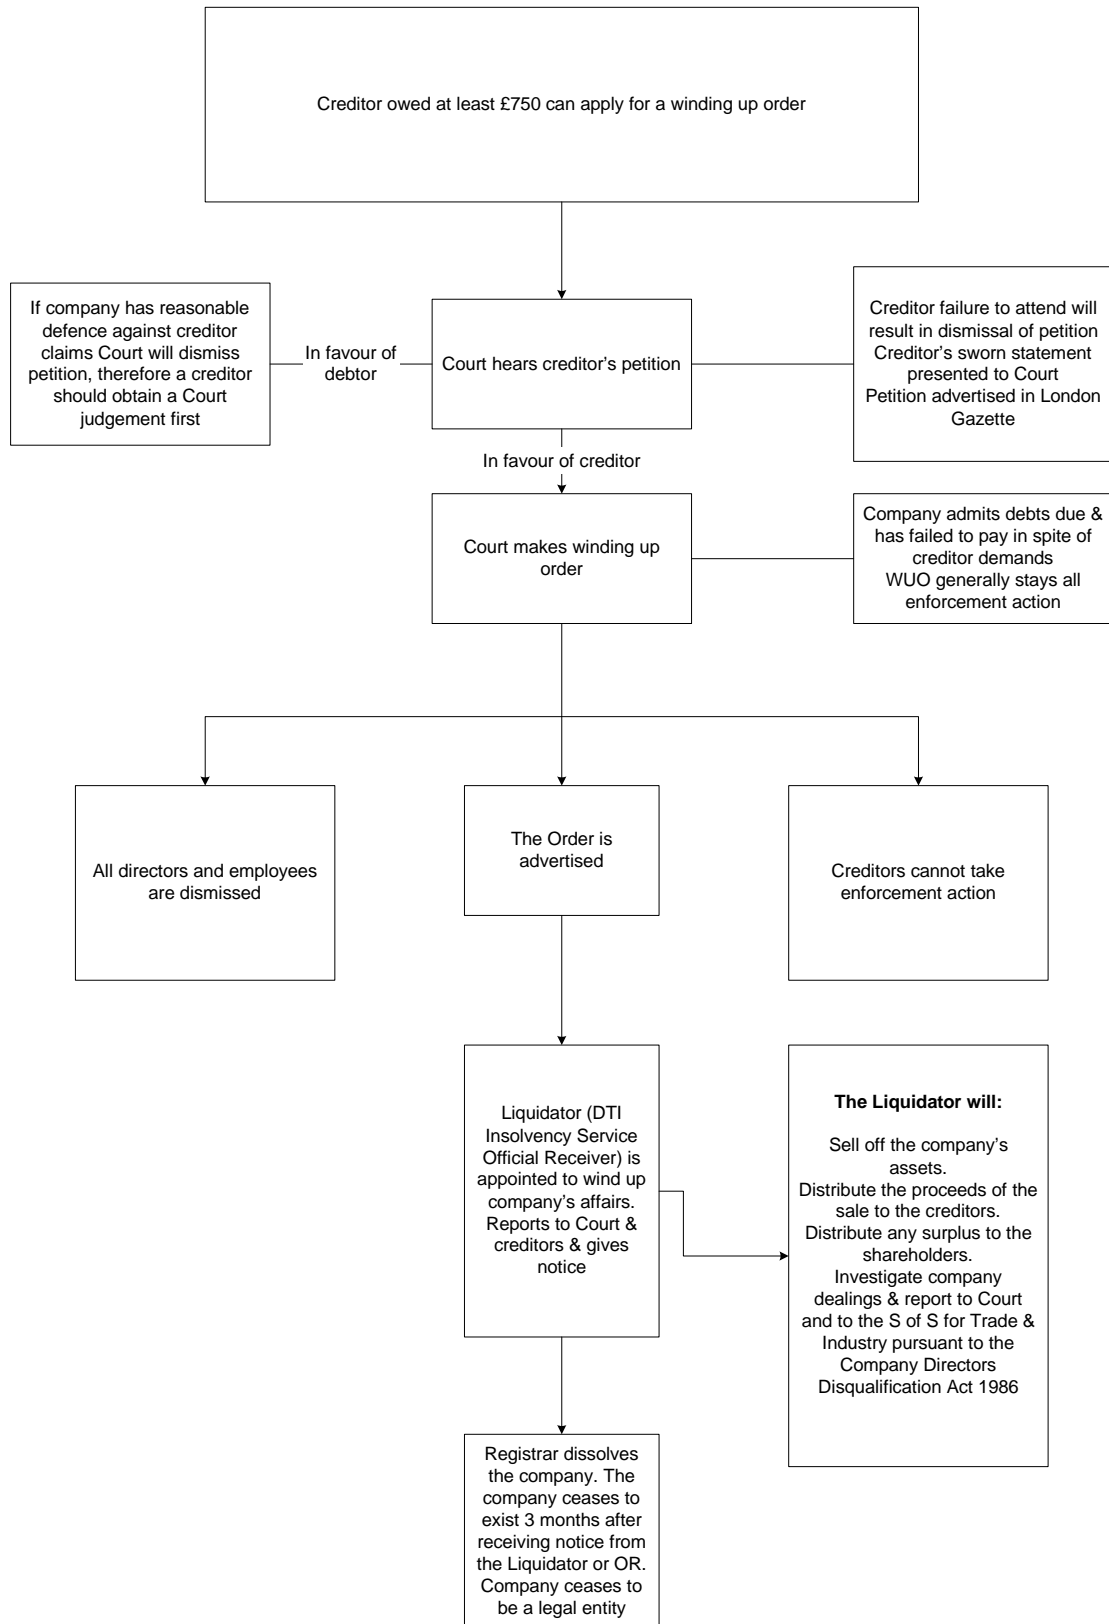 Creditor owed at least £750 can apply for a winding up order
If company has reasonable
defence against creditor
claims Court will dismiss
petition, therefore a creditor
should obtain a Court
judgement first
In favour of
debtor
Court hears creditor’s petition
Creditor failure to attend will
result in dismissal of petition
Creditor’s sworn statement
presented to Court
Petition advertised in London
Gazette
In favour of creditor
Court makes winding up
order
Company admits debts due &
has failed to pay in spite of
creditor demands
WUO generally stays all
enforcement action
All directors and employees
are dismissed
The Order is
advertised
Creditors cannot take
enforcement action
Liquidator (DTI
Insolvency Service
Official Receiver) is
appointed to wind up
company’s affairs.
Reports to Court &
creditors & gives
notice
The Liquidator will:
Sell off the company’s
assets.
Distribute the proceeds of the
sale to the creditors.
Distribute any surplus to the
shareholders.
Investigate company
dealings & report to Court
and to the S of S for Trade &
Industry pursuant to the
Company Directors
Disqualification Act 1986
Registrar dissolves
the company. The
company ceases to
exist 3 months after
receiving notice from
the Liquidator or OR.
Company ceases to
be a legal entity